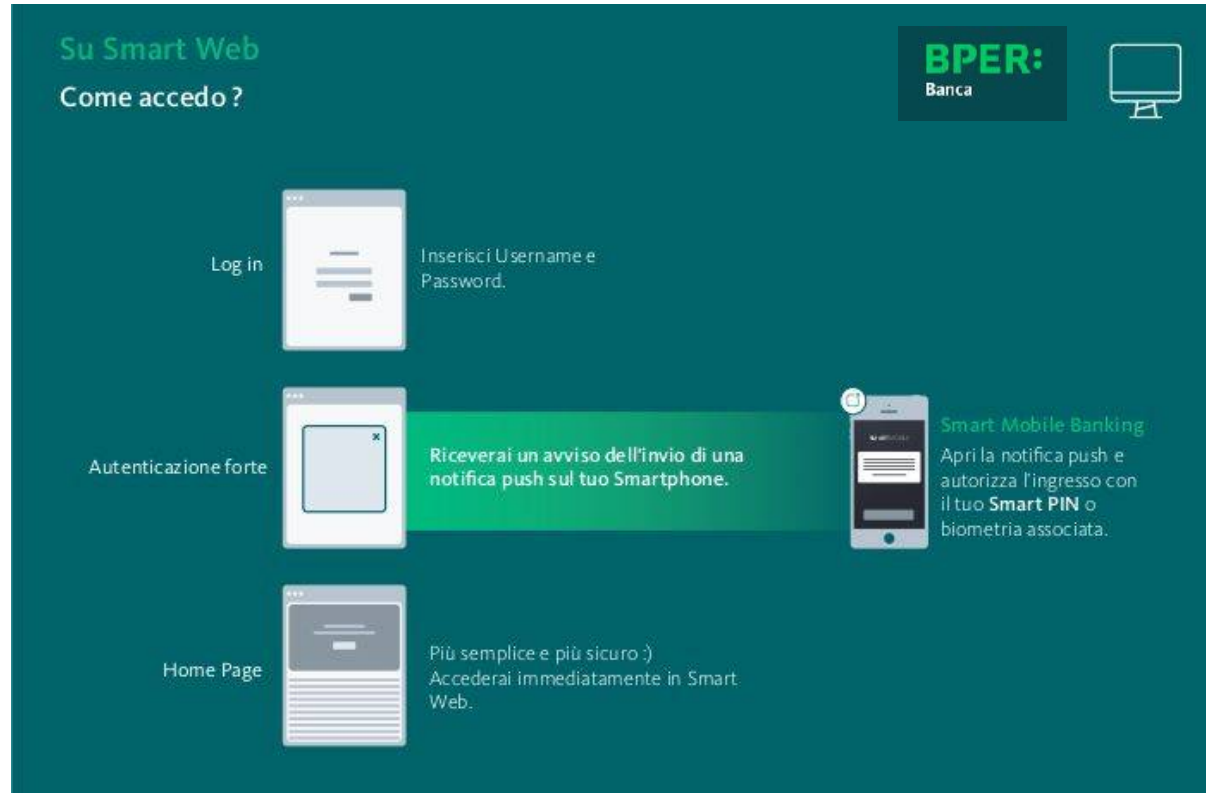 Su Smart Web
Come accedo ?
BPER:
Banca
Log in
Inserisci Username e
Password.
Autenticazione forte
Riceverai un avviso dell'invio di una
notifica push sul tuo Smartphone.
Smart Mobile Banking
Apri la notifica push e
autorizza l'ingresso con
il tuo Smart PIN o
biometria associata.
Home Page
Più semplice e più sicuro :)
Accederai immediatamente in Smart
Web.